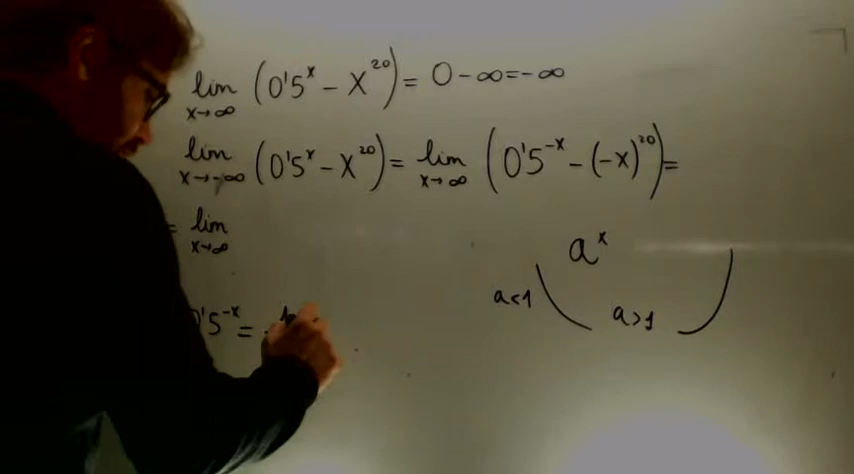 lim x→∞ (0'5^x - x^20) = 0 - ∞ = -∞
lim x→-∞ (0'5^x - x^20) = lim x→∞ (0'5^-x - (-x)^20) =
= lim x→∞
a^x
a<1
a>1
0'5^-x =